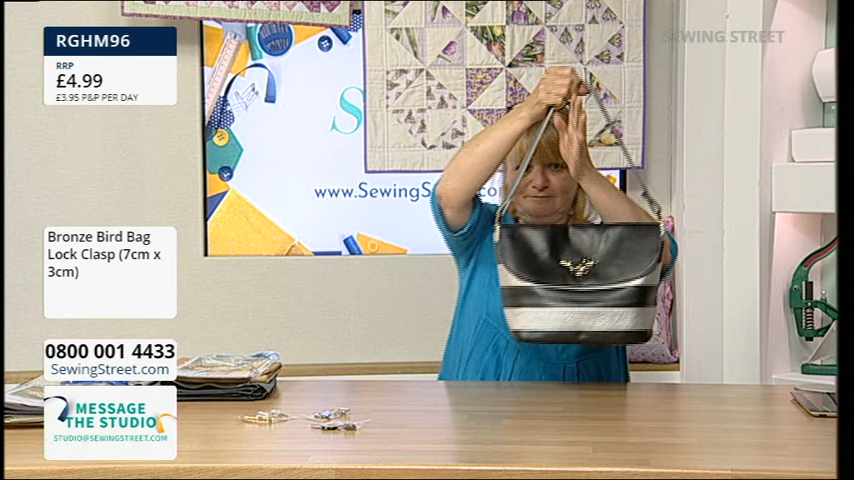 RGHM96
RRP
£4.99
£3.95 P&P PER DAY
SEWING STREET
S
www.SewingS
Bronze Bird Bag
Lock Clasp (7cm x
3cm)
0800 001 4433
SewingStreet.com
MESSAGE
THE STUDIO
STUDIO@SEWINGSTREET.COM